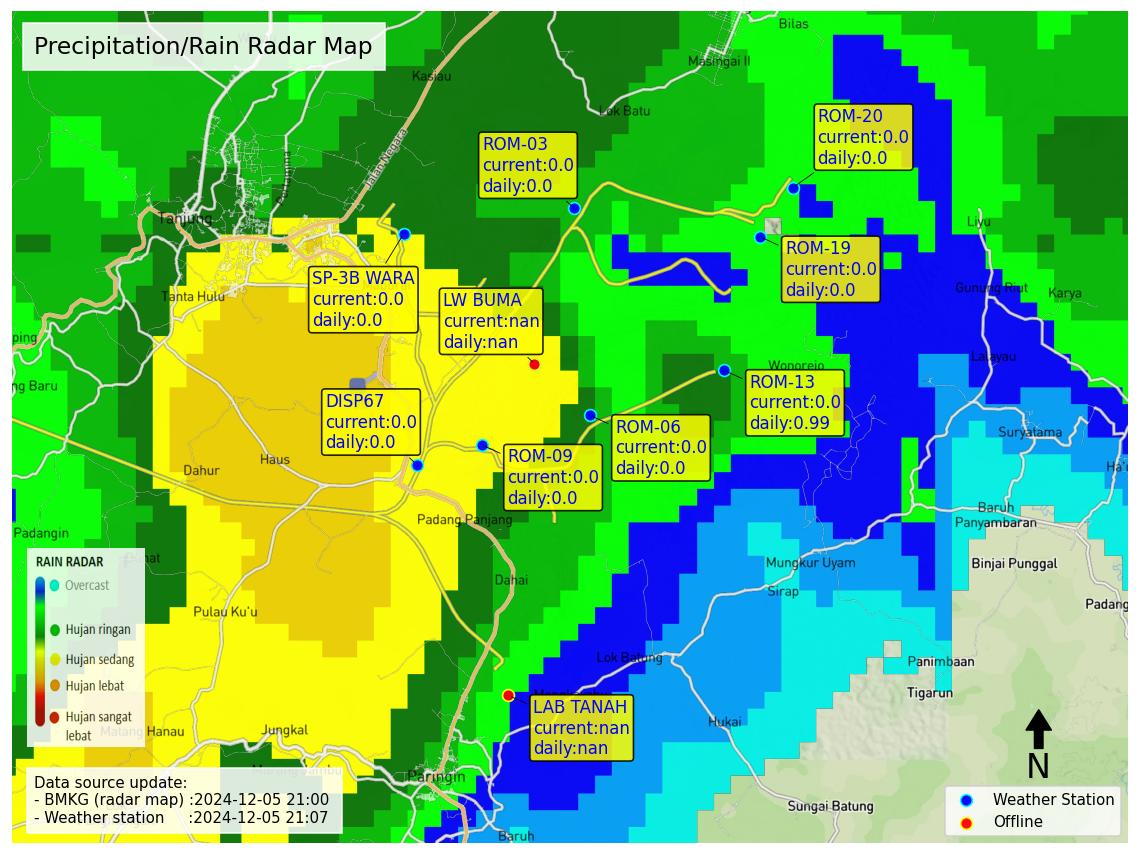 Precipitation/Rain Radar Map
Bilas
Masingai II
Kasiau
Lok Batu
Jalan Negara
ROM-20
current:0.0
daily:0.0
ROM-03
current:0.0
daily:0.0
Tanjung
Liyu
ROM-19
current:0.0
daily:0.0
SP-3B WARA
current:0.0
daily:0.0
LW BUMA
current:nan
daily:nan
Tanta Hulu
Gunung Riut
Karya
ping
Lalayau
Wonorejo
ng Baru
ROM-13
current:0.0
daily:0.99
DISP67
current:0.0
daily:0.0
ROM-06
current:0.0
daily:0.0
Suryatama
ROM-09
current:0.0
daily:0.0
Haus
Dahur
Ha'u
Baruh
Panyambaran
Padang Panjang
Padangin
Binjai Punggal
Mungkur Uyam
Sirap
Dahai
Padang
Pulau Ku'u
RAIN RADAR
Overcast
Hujan ringan
Hujan sedang
Hujan lebat
Hujan sangat
lebat
Lok Batung
Panimbaan
Tigarun
LAB TANAH
current:nan
daily:nan
Hukai
Matang Hanau
Jungkal
N
Paringin
Sungai Batung
Baruh
Data source update:
- BMKG (radar map) :2024-12-05 21:00
- Weather station :2024-12-05 21:07
Weather Station
Offline